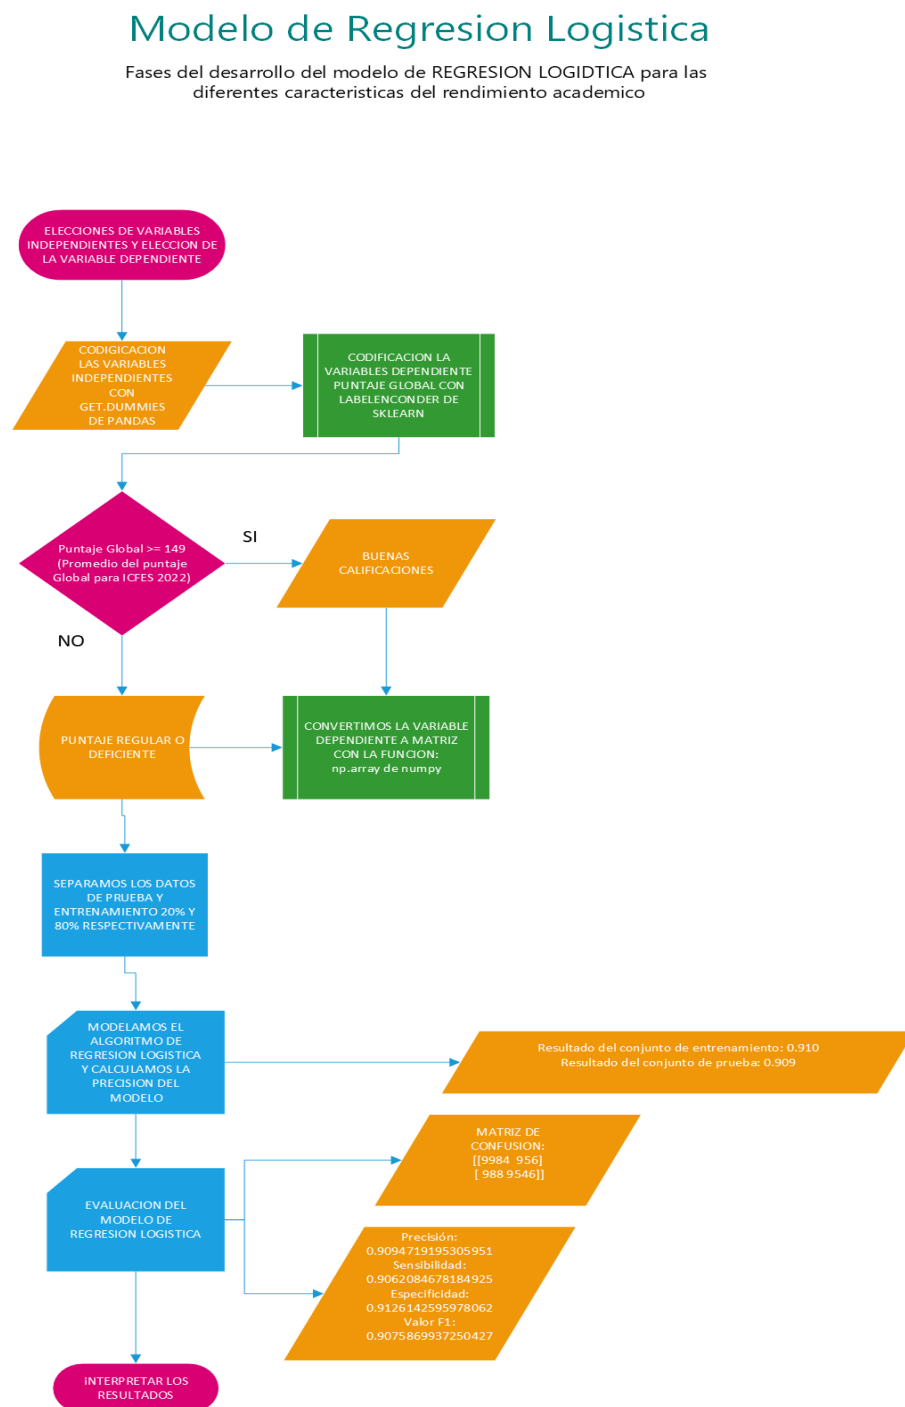 Modelo de Regresion Logistica
Fases del desarrollo del modelo de REGRESION LOGIDTICA para las
diferentes caracteristicas del rendimiento academico
ELECCIONES DE VARIABLES
INDEPENDIENTES Y ELECCION DE
LA VARIABLE DEPENDIENTE
CODIGICACION
LAS VARIABLES
INDEPENDIENTES
CON
GET.DUMMIES
DE PANDAS
CODIFICACION LA
VARIABLES DEPENDIENTE
PUNTAJE GLOBAL CON
LABELENCONDER DE
SKLEARN
Puntaje Global >= 149
(Promedio del puntaje
Global para ICFES 2022)
SI
BUENAS
CALIFICACIONES
NO
PUNTAJE REGULAR O
DEFICIENTE
CONVERTIMOS LA VARIABLE
DEPENDIENTE A MATRIZ
CON LA FUNCION:
np.array de numpy
SEPARAMOS LOS DATOS
DE PRUEBA Y
ENTRENAMIENTO 20% Y
80% RESPECTIVAMENTE
MODELAMOS EL
ALGORITMO DE
REGRESION LOGISTICA
Y CALCULAMOS LA
PRECISION DEL
MODELO
Resultado del conjunto de entrenamiento: 0.910
Resultado del conjunto de prueba: 0.909
MATRIZ DE
CONFUSION:
[[9984 956]
[ 988 9546]]
EVALUACION DEL
MODELO DE
REGRESION LOGISTICA
Precisión:
0.9094719195305951
Sensibilidad:
0.9062084678184925
Especificidad:
0.9126142595978062
Valor F1:
0.9075869937250427
iNTERPRETAR LOS
RESULTADOS